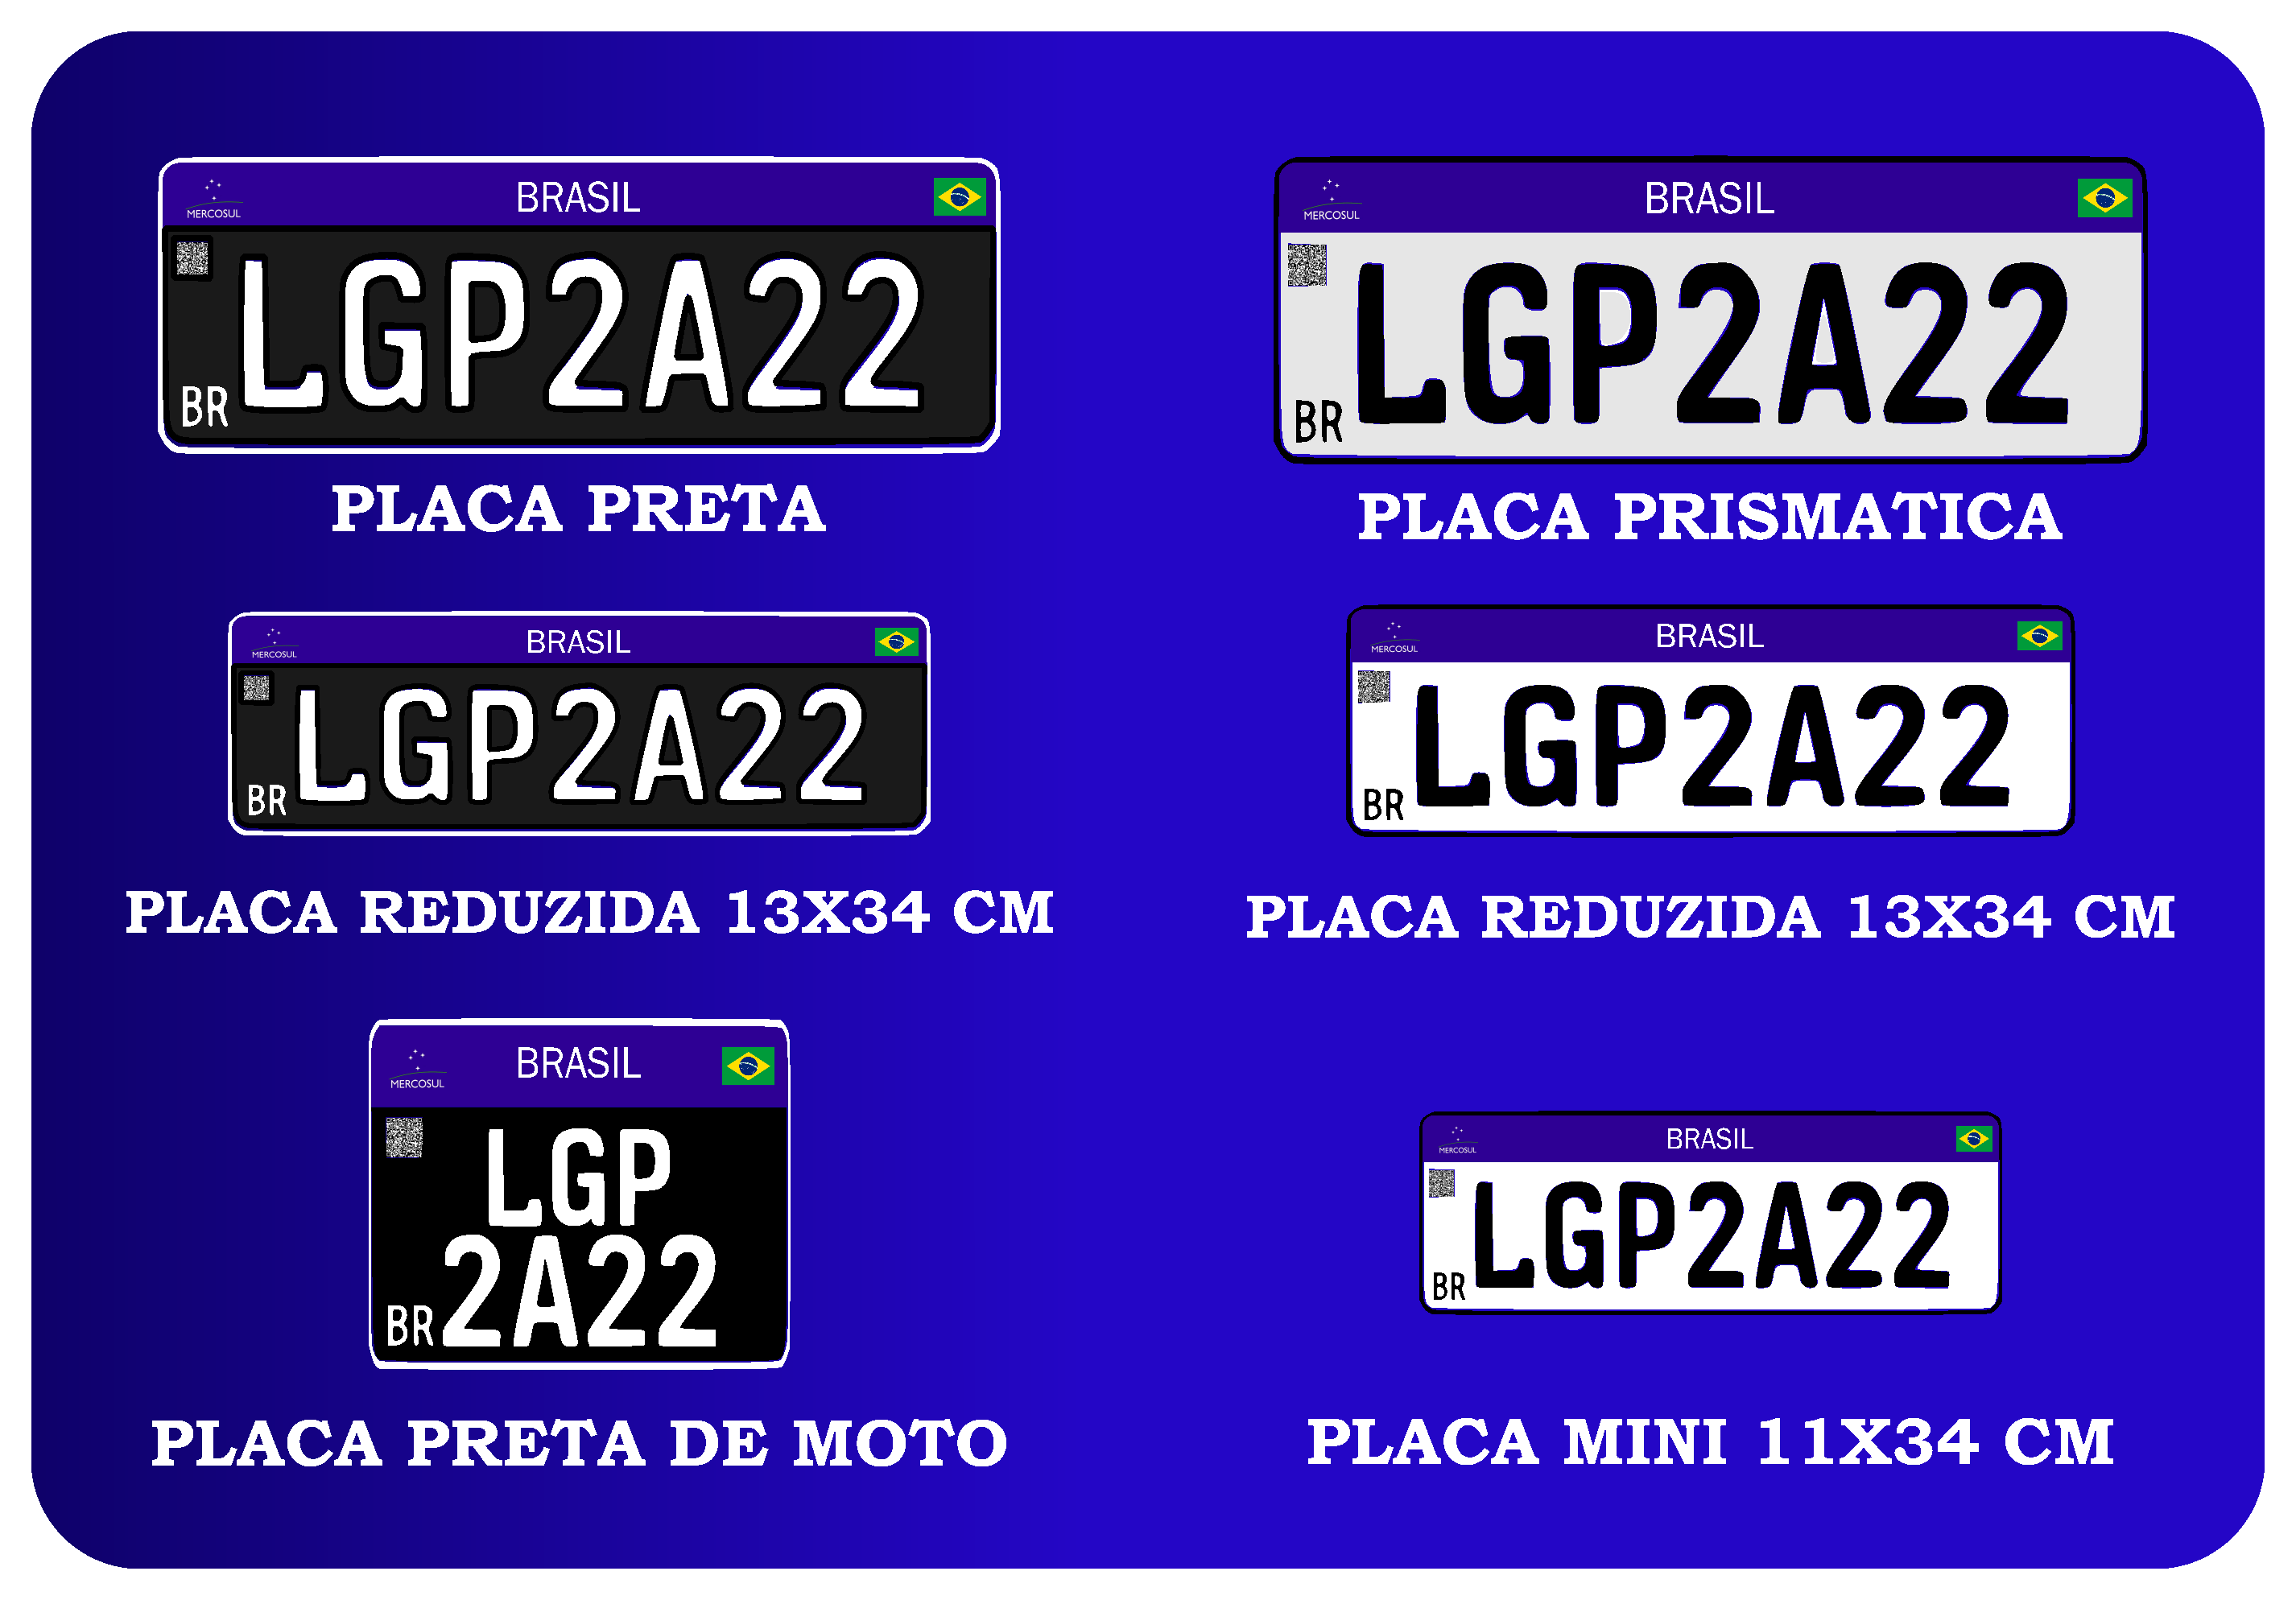 BRASIL
MERCOSUL
LGP2A22
BR
PLACA PRETA
BRASIL
MERCOSUL
LGP2A22
BR
PLACA PRISMATICA
BRASIL
MERCOSUL
LGP2A22
BR
PLACA REDUZIDA 13X34 CM
BRASIL
MERCOSUL
LGP2A22
BR
PLACA REDUZIDA 13X34 CM
BRASIL
MERCOSUL
LGP
2A22
BR
PLACA PRETA DE MOTO
BRASIL
MERCOSUL
LGP2A22
BR
PLACA MINI 11X34 CM